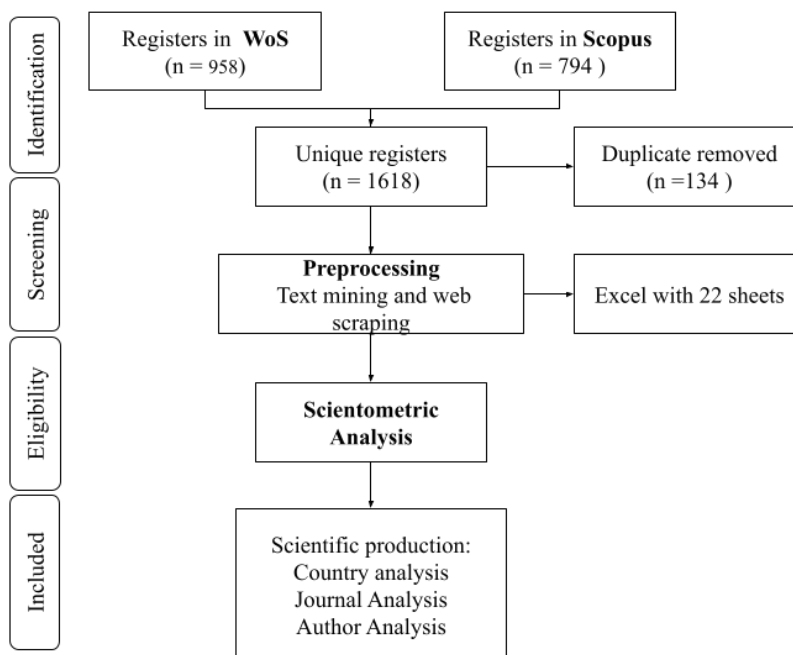 Identification
Registers in WoS
(n = 958)
Registers in Scopus
(n = 794 )
Unique registers
(n = 1618)
Duplicate removed
(n =134 )
Screening
Preprocessing
Text mining and web
scraping
Excel with 22 sheets
Eligibility
Scientometric
Analysis
Included
Scientific production:
Country analysis
Journal Analysis
Author Analysis